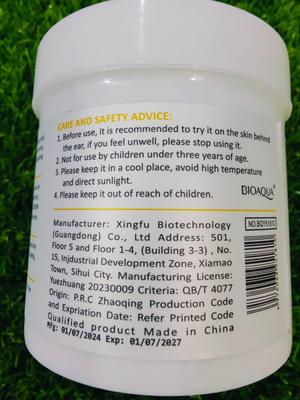 CARE AND SAFETY ADVICE:
1. Before use, it is recommended to try it on the skin behind
the ear, if you feel unwell, please stop using it.
2. Not for use by children under three years of age.
3. Please keep it in a cool place, avoid high temperature
and direct sunlight.
4. Please keep it out of reach of children.
BIOAQUA
Manufacturer: Xingfu Biotechnology
(Guangdong) Co., Ltd Address: 501,
Floor 5 and Floor 1-4, (Building 3-3) , No.
15, Injdustrial Development Zone, Xiamao
Town, Sihui City. Manufacturing License:
Yuezhuang 20230009 Criteria: QB/T 4077
Origin: P.R.C Zhaoqing Production Code
and Expriation Date: Refer Printed Code
Qualified product Made in China
Mfg: 01/07/2024 Exp: 01/07/2027